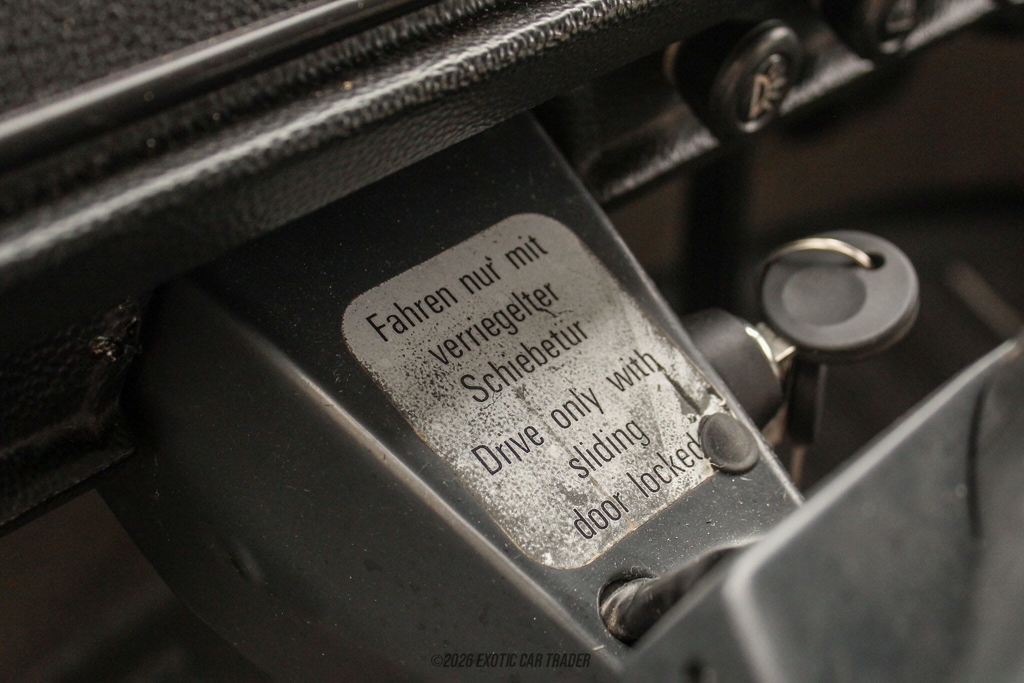 Fahren nur mit
verriegelter
Schiebetür
Drive only with
sliding
door locked
©2026 EXOTIC CAR TRADER